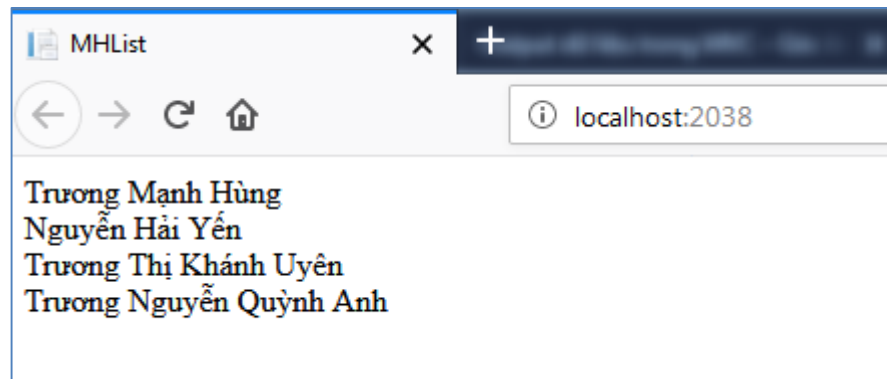 MHList
localhost:2038
Trương Mạnh Hùng
Nguyễn Hải Yến
Trương Thị Khánh Uyên
Trương Nguyễn Quỳnh Anh